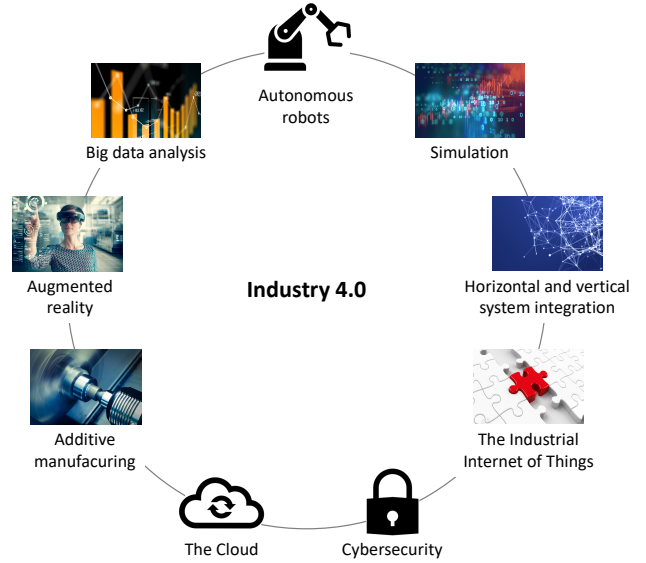 Autonomous
robots
Big data analysis
Simulation
Augmented
reality
Industry 4.0
Horizontal and vertical
system integration
Additive
manufacuring
The Industrial
Internet of Things
The Cloud
Cybersecurity